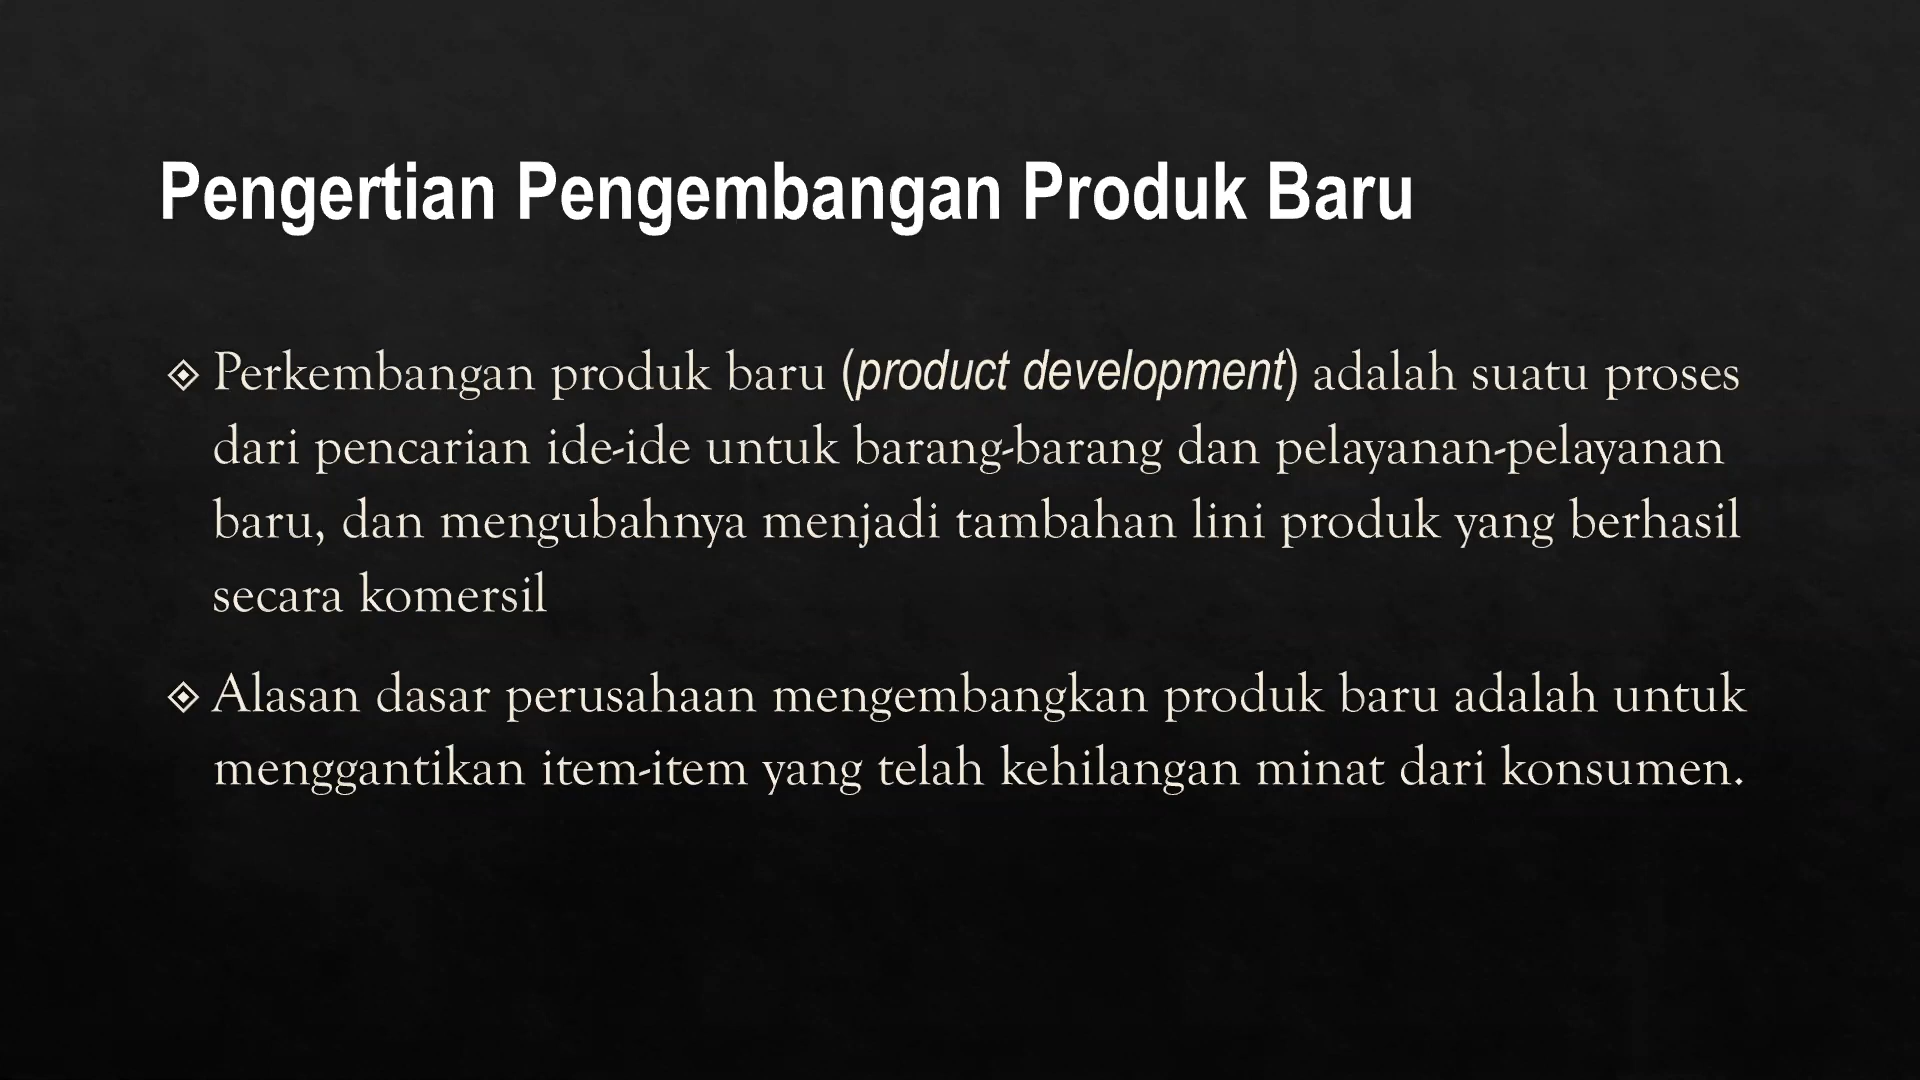 Pengertian Pengembangan Produk Baru
Perkembangan produk baru (product development) adalah suatu proses
dari pencarian ide-ide untuk barang-barang dan pelayanan-pelayanan
baru, dan mengubahnya menjadi tambahan lini produk yang berhasil
secara komersil
Alasan dasar perusahaan mengembangkan produk baru adalah untuk
menggantikan item-item yang telah kehilangan minat dari konsumen.